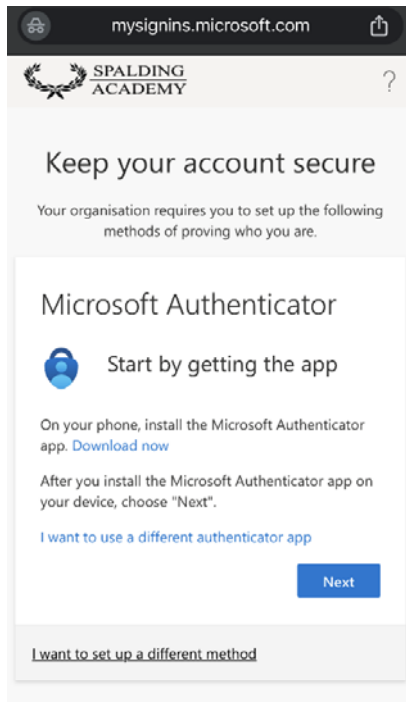 mysignins.microsoft.com
SPALDING
ACADEMY
?
Keep your account secure
Your organisation requires you to set up the following
methods of proving who you are.
Microsoft Authenticator
Start by getting the app
On your phone, install the Microsoft Authenticator
app. Download now
After you install the Microsoft Authenticator app on
your device, choose "Next".
I want to use a different authenticator app
Next
I want to set up a different method